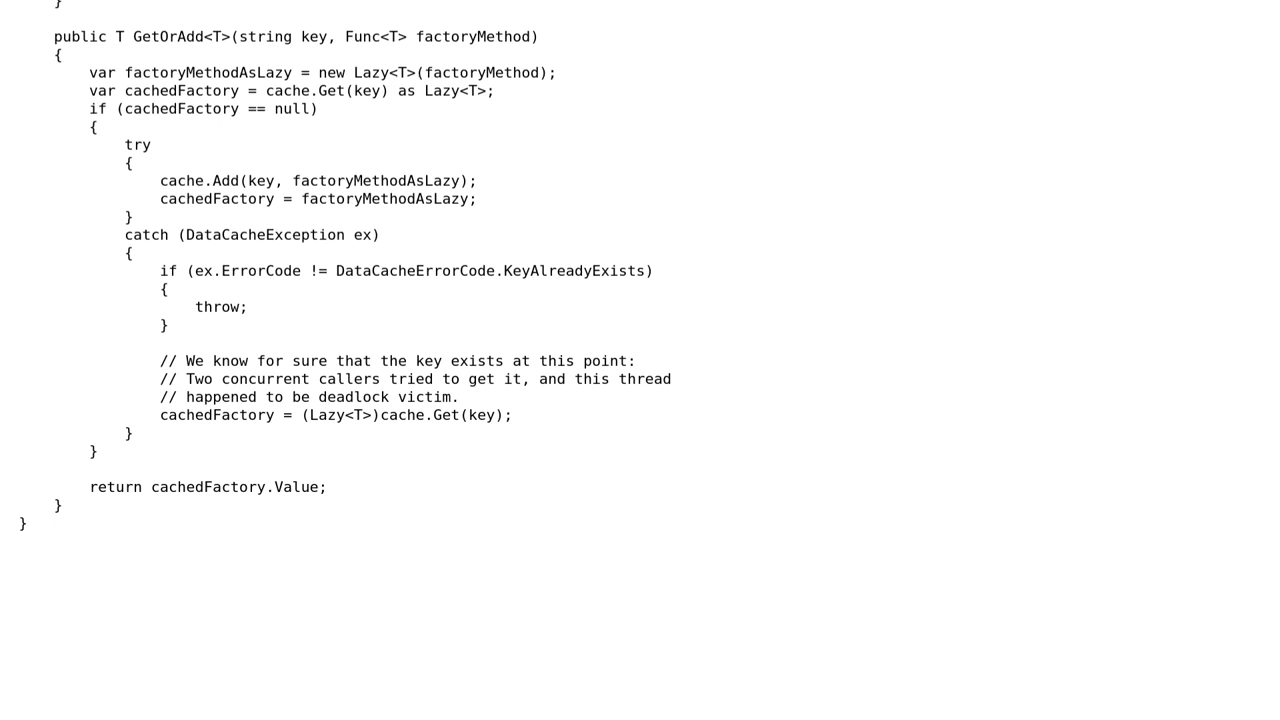 }
public T GetOrAdd<T>(string key, Func<T> factoryMethod)
{
var factoryMethodAsLazy = new Lazy<T>(factoryMethod);
var cachedFactory = cache.Get(key) as Lazy<T>;
if (cachedFactory == null)
{
try
{
cache.Add(key, factoryMethodAsLazy);
cachedFactory = factoryMethodAsLazy;
}
catch (DataCacheException ex)
{
if (ex.ErrorCode != DataCacheErrorCode.KeyAlreadyExists)
{
throw;
}
// We know for sure that the key exists at this point:
// Two concurrent callers tried to get it, and this thread
// happened to be deadlock victim.
cachedFactory = (Lazy<T>)cache.Get(key);
}
}
return cachedFactory.Value;
}
}